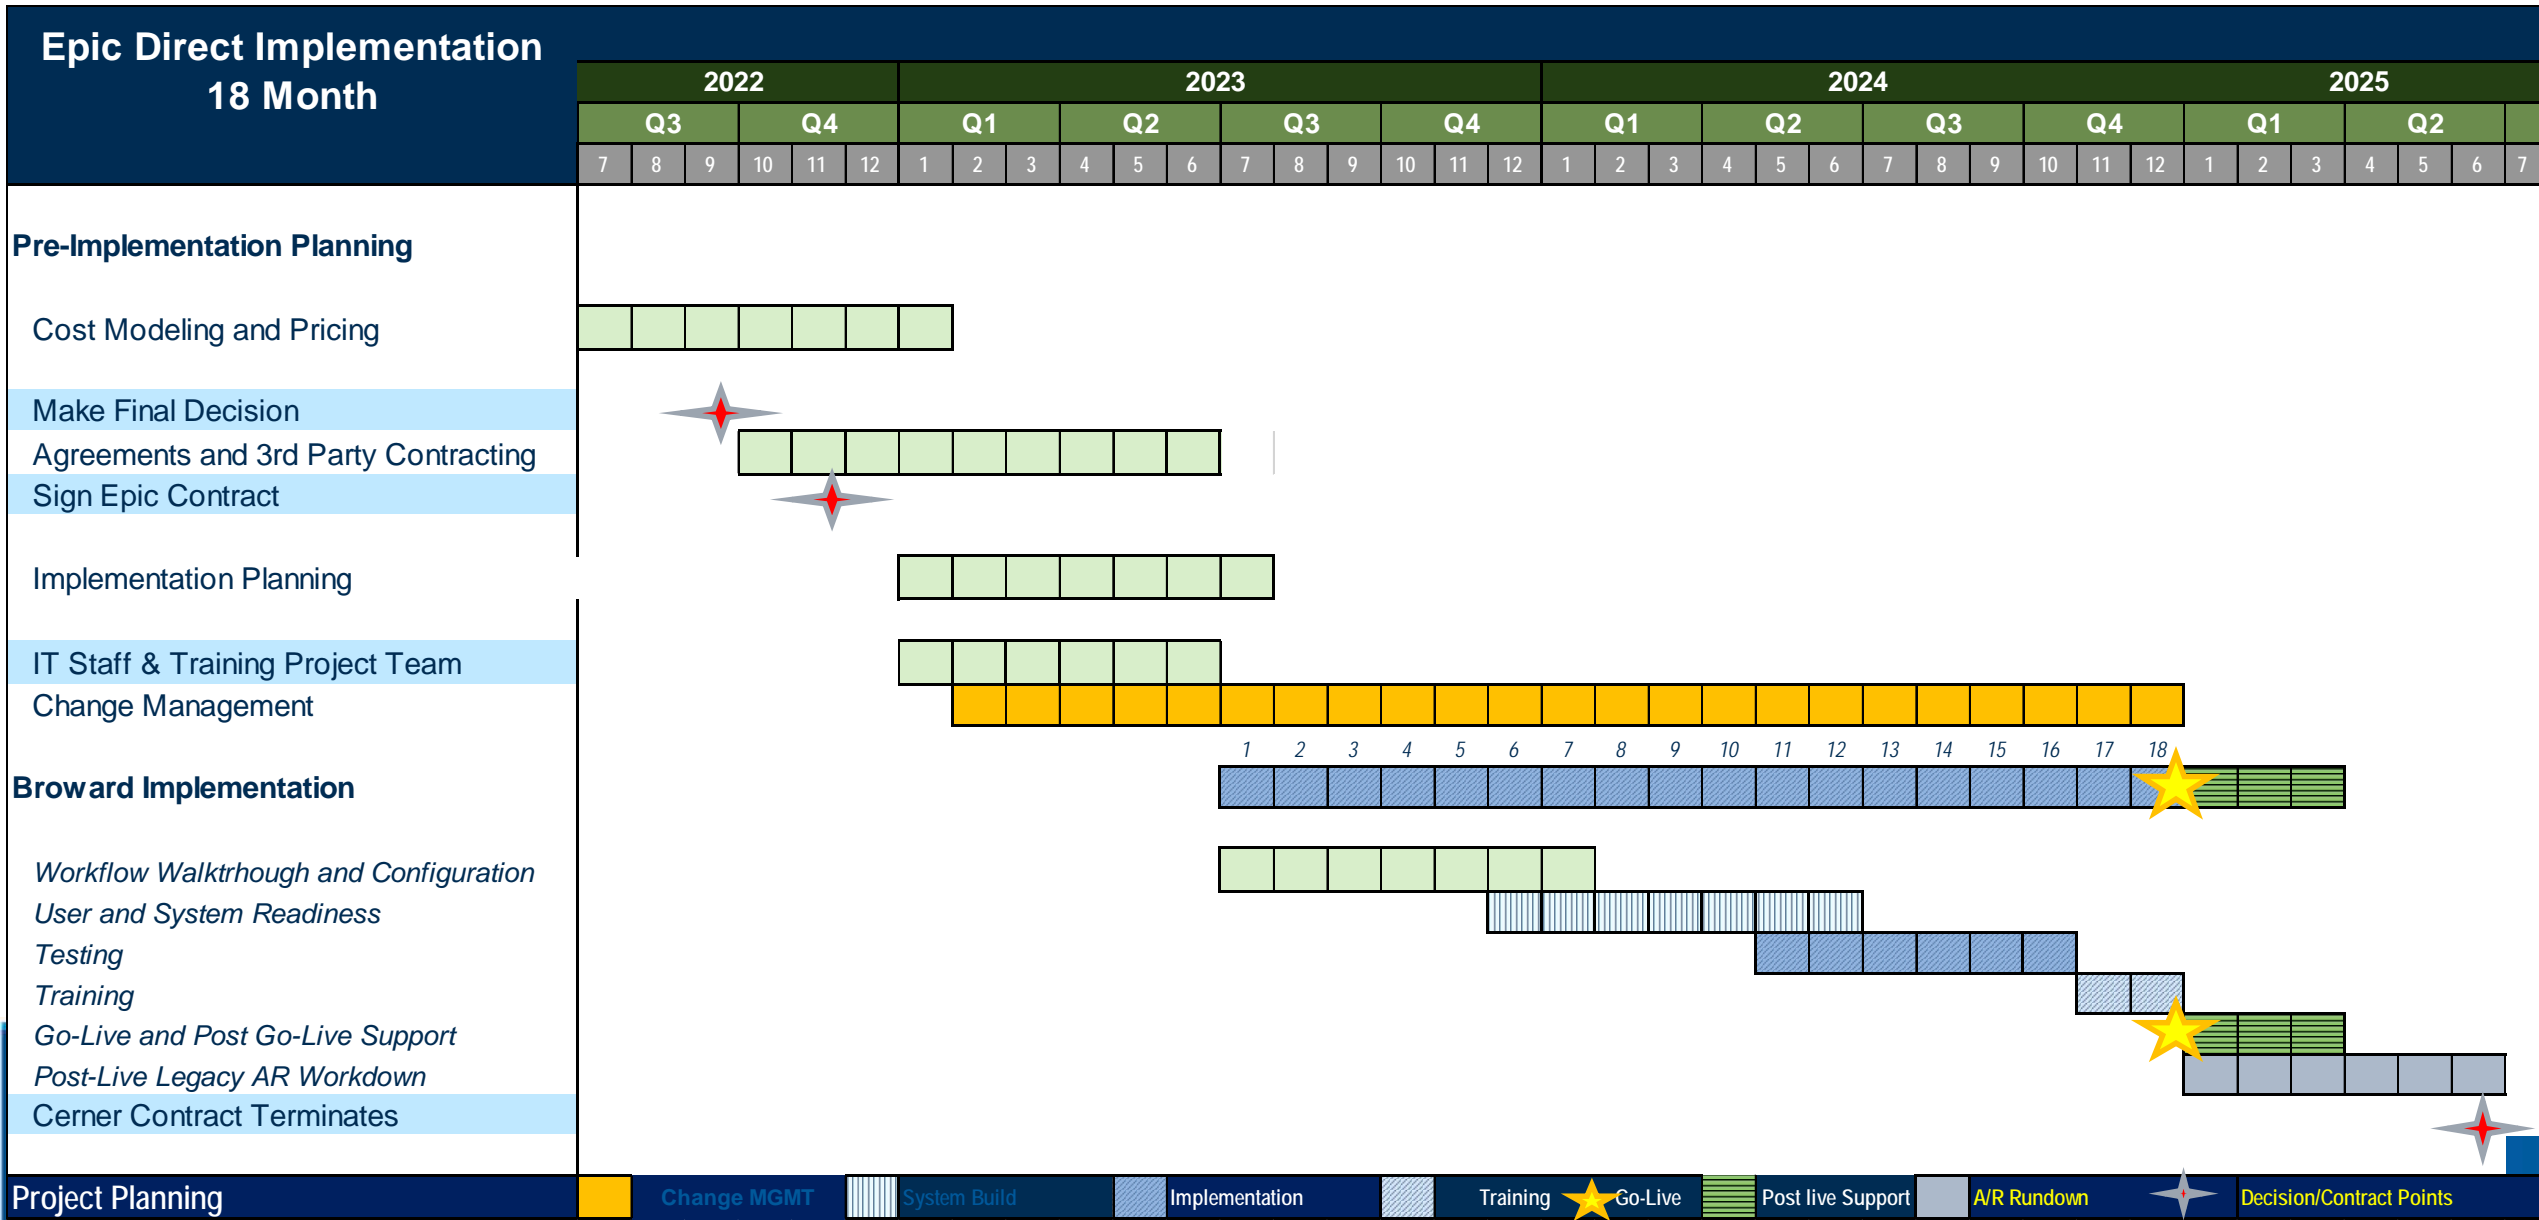 Epic Direct Implementation
18 Month
2022 2023 2024 2025
Q3 Q4 Q1 Q2 Q3 Q4 Q1 Q2 Q3 Q4 Q1 Q2
7 8 9 10 11 12 1 2 3 4 5 6 7 8 9 10 11 12 1 2 3 4 5 6 7 8 9 10 11 12 1 2 3 4 5 6 7
Pre-Implementation Planning
Cost Modeling and Pricing
Make Final Decision
Agreements and 3rd Party Contracting
Sign Epic Contract
Implementation Planning
IT Staff & Training Project Team
Change Management
1 2 3 4 5 6 7 8 9 10 11 12 13 14 15 16 17 18
Broward Implementation
Workflow Walktrhough and Configuration
User and System Readiness
Testing
Training
Go-Live and Post Go-Live Support
Post-Live Legacy AR Workdown
Cerner Contract Terminates
Project Planning Change MGMT System Build Implementation Training Go-Live Post live Support A/R Rundown Decision/Contract Points